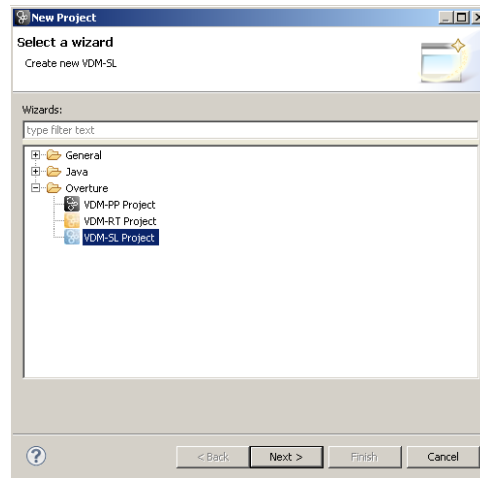 New Project
Select a wizard
Create new VDM-SL
Wizards:
type filter text
General
Java
Overture
VDM-PP Project
VDM-RT Project
VDM-SL Project
?
< Back
Next >
Finish
Cancel